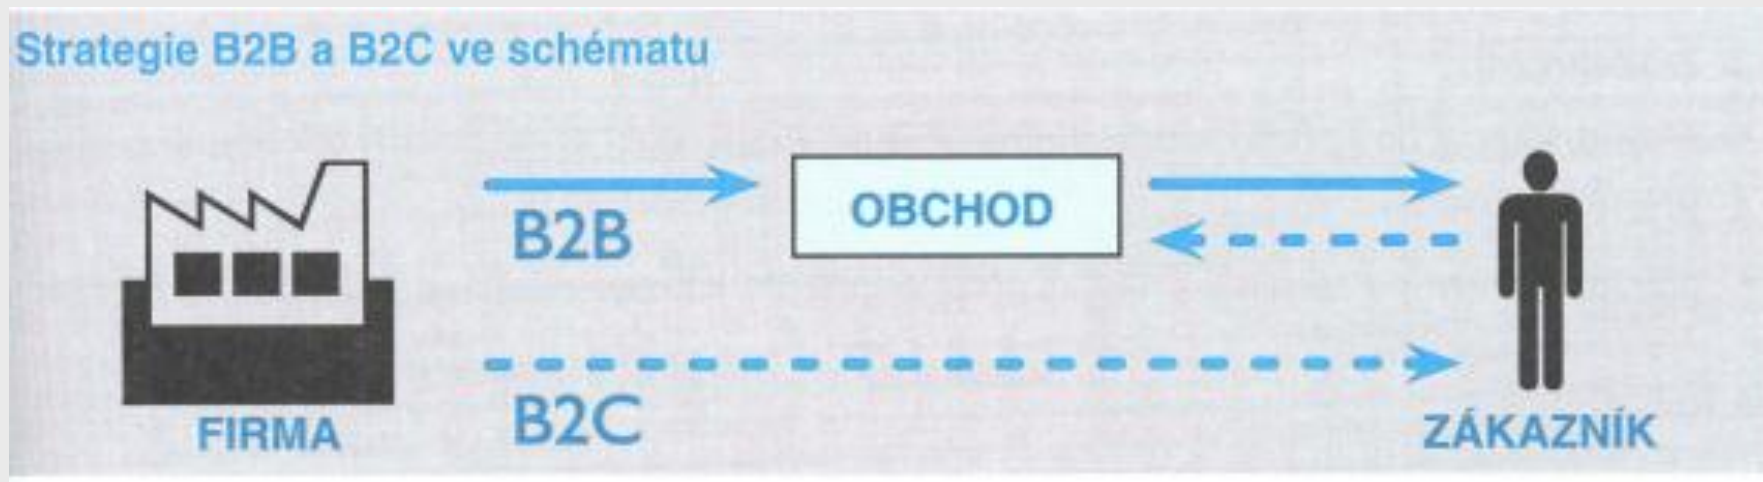 Strategie B2B a B2C ve schématu
B2B
OBCHOD
B2C
FIRMA
ZÁKAZNÍK